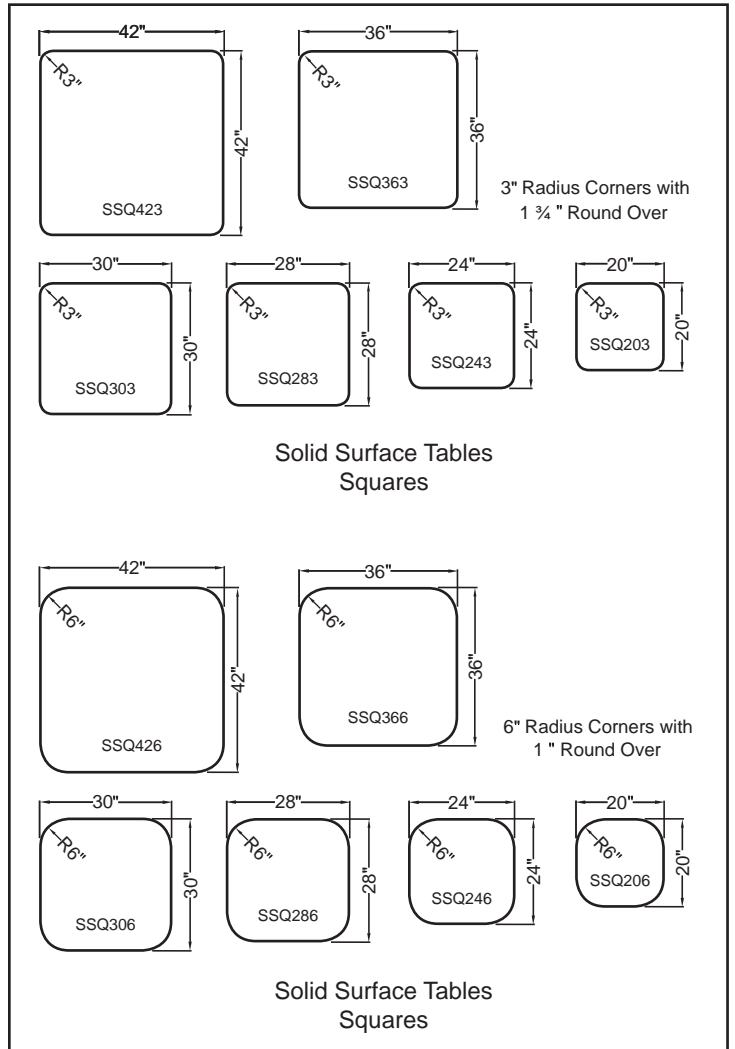 42"
36"
R3"
R3"
42"
36"
SSQ423
SSQ363
3" Radius Corners with
1 ¾ " Round Over
30"
28"
24"
20"
R3"
R3"
R3"
R3"
30"
28"
24"
20"
SSQ303
SSQ283
SSQ243
SSQ203
Solid Surface Tables
Squares
42"
36"
R6"
R6"
42"
36"
SSQ426
SSQ366
6" Radius Corners with
1 " Round Over
30"
28"
24"
20"
R6"
R6"
R6"
R6"
30"
28"
24"
20"
SSQ306
SSQ286
SSQ246
SSQ206
Solid Surface Tables
Squares